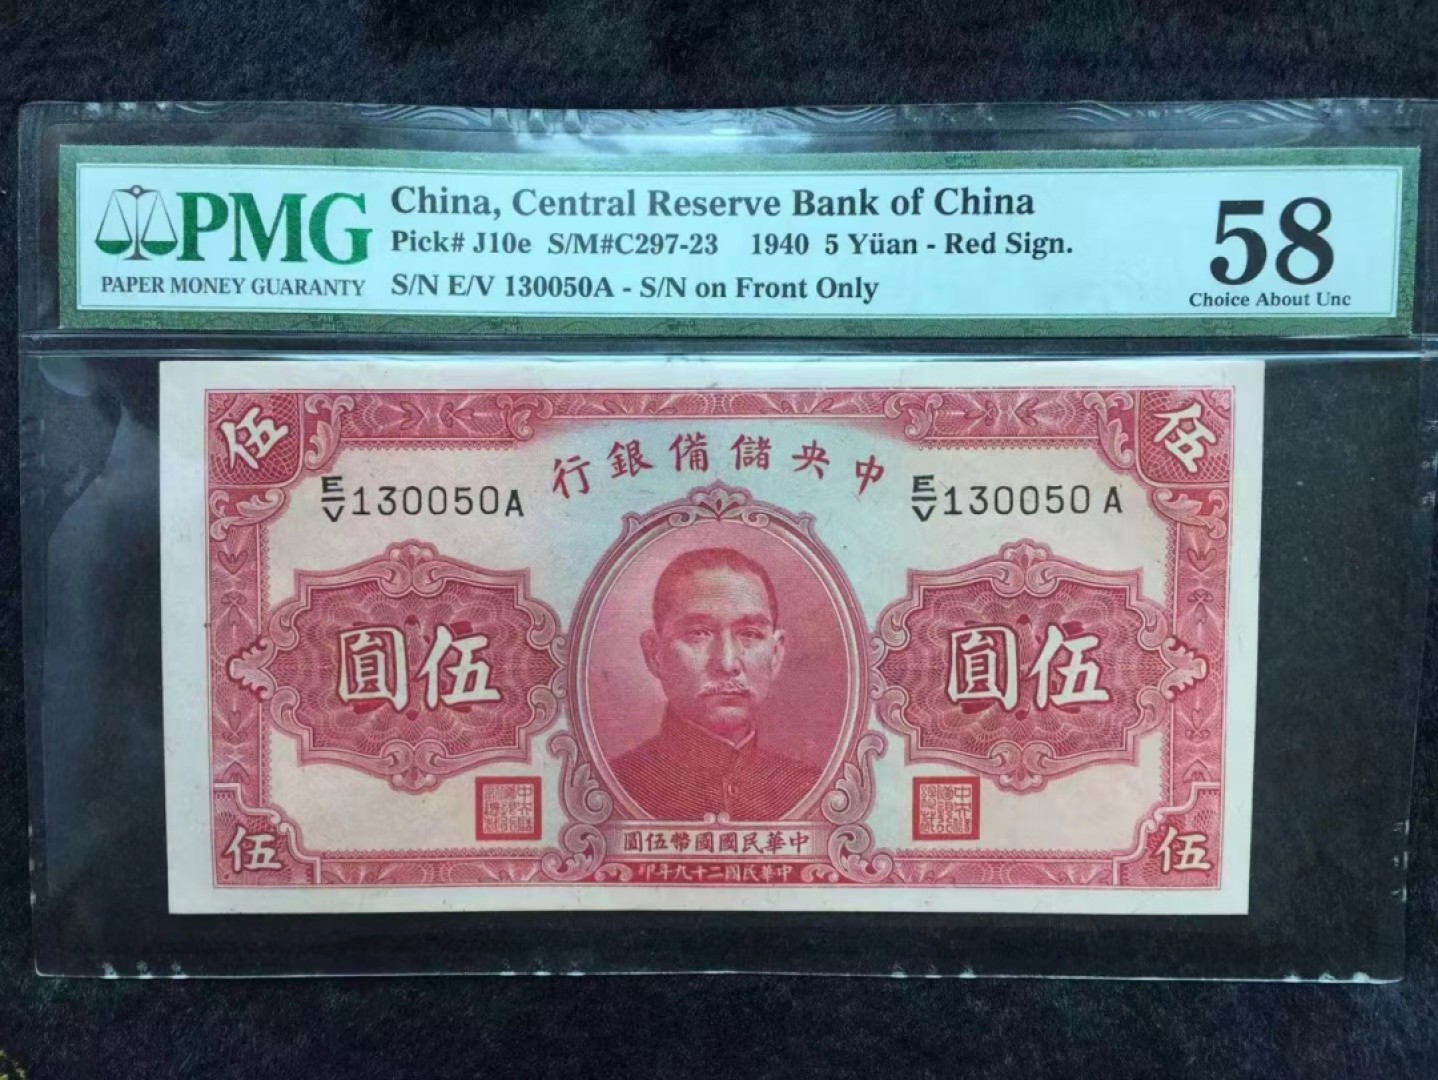 PMG
PAPER MONEY GUARANTY
China, Central Reserve Bank of China
Pick# J10e S/M#C297-23 1940 5 Yüan - Red Sign.
S/N E/V 130050A - S/N on Front Only
58
Choice About Unc
伍
伍
中央儲備銀行
E/V 130050A
E/V 130050A
伍圓
伍圓
中華民國國幣伍圓
中華民國二十九年印
伍
伍